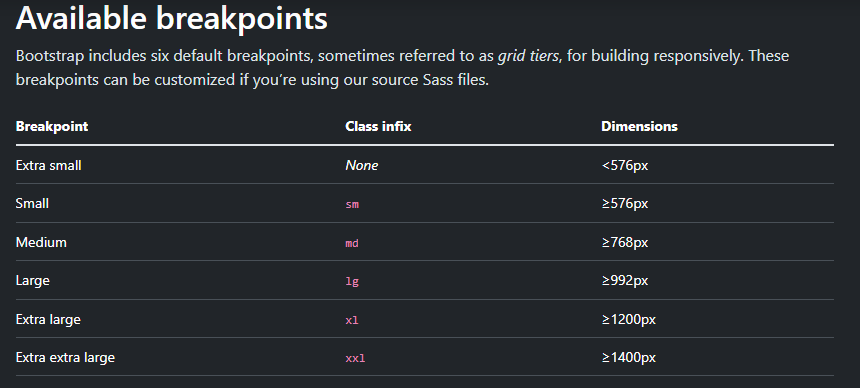 Available breakpoints
Bootstrap includes six default breakpoints, sometimes referred to as grid tiers, for building responsively. These
breakpoints can be customized if you’re using our source Sass files.
Breakpoint Class infix Dimensions
Extra small None <576px
Small sm ≥576px
Medium md ≥768px
Large lg ≥992px
Extra large xl ≥1200px
Extra extra large xxl ≥1400px